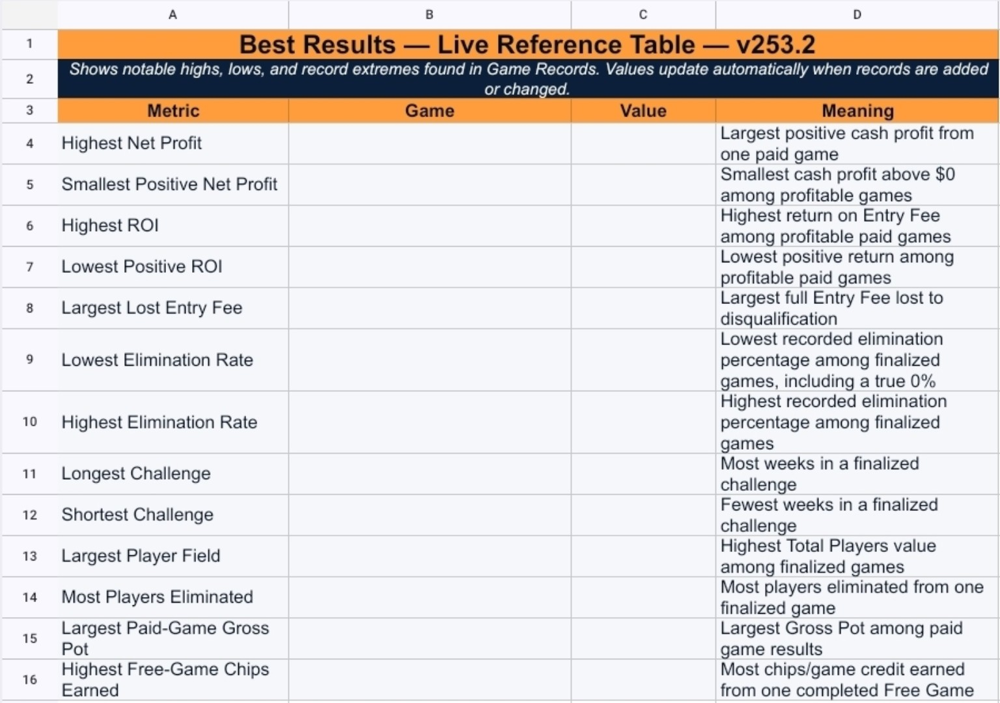 A B C D
1 Best Results — Live Reference Table — v253.2
2 Shows notable highs, lows, and record extremes found in Game Records. Values update automatically when records are added
or changed.
3 Metric Game Value Meaning
4 Highest Net Profit Largest positive cash profit from
one paid game
5 Smallest Positive Net Profit Smallest cash profit above $0
among profitable games
6 Highest ROI Highest return on Entry Fee
among profitable paid games
7 Lowest Positive ROI Lowest positive return among
profitable paid games
8 Largest Lost Entry Fee Largest full Entry Fee lost to
disqualification
9 Lowest Elimination Rate Lowest recorded elimination
percentage among finalized
games, including a true 0%
10 Highest Elimination Rate Highest recorded elimination
percentage among finalized
games
11 Longest Challenge Most weeks in a finalized
challenge
12 Shortest Challenge Fewest weeks in a finalized
challenge
13 Largest Player Field Highest Total Players value
among finalized games
14 Most Players Eliminated Most players eliminated from one
finalized game
15 Largest Paid-Game Gross
Pot
Largest Gross Pot among paid
game results
16 Highest Free-Game Chips
Earned
Most chips/game credit earned
from one completed Free Game